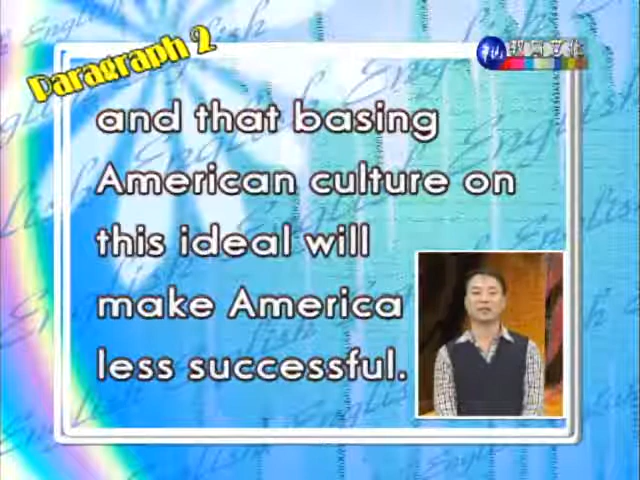 Paragraph 2
and that basing
American culture on
this ideal will
make America
less successful.